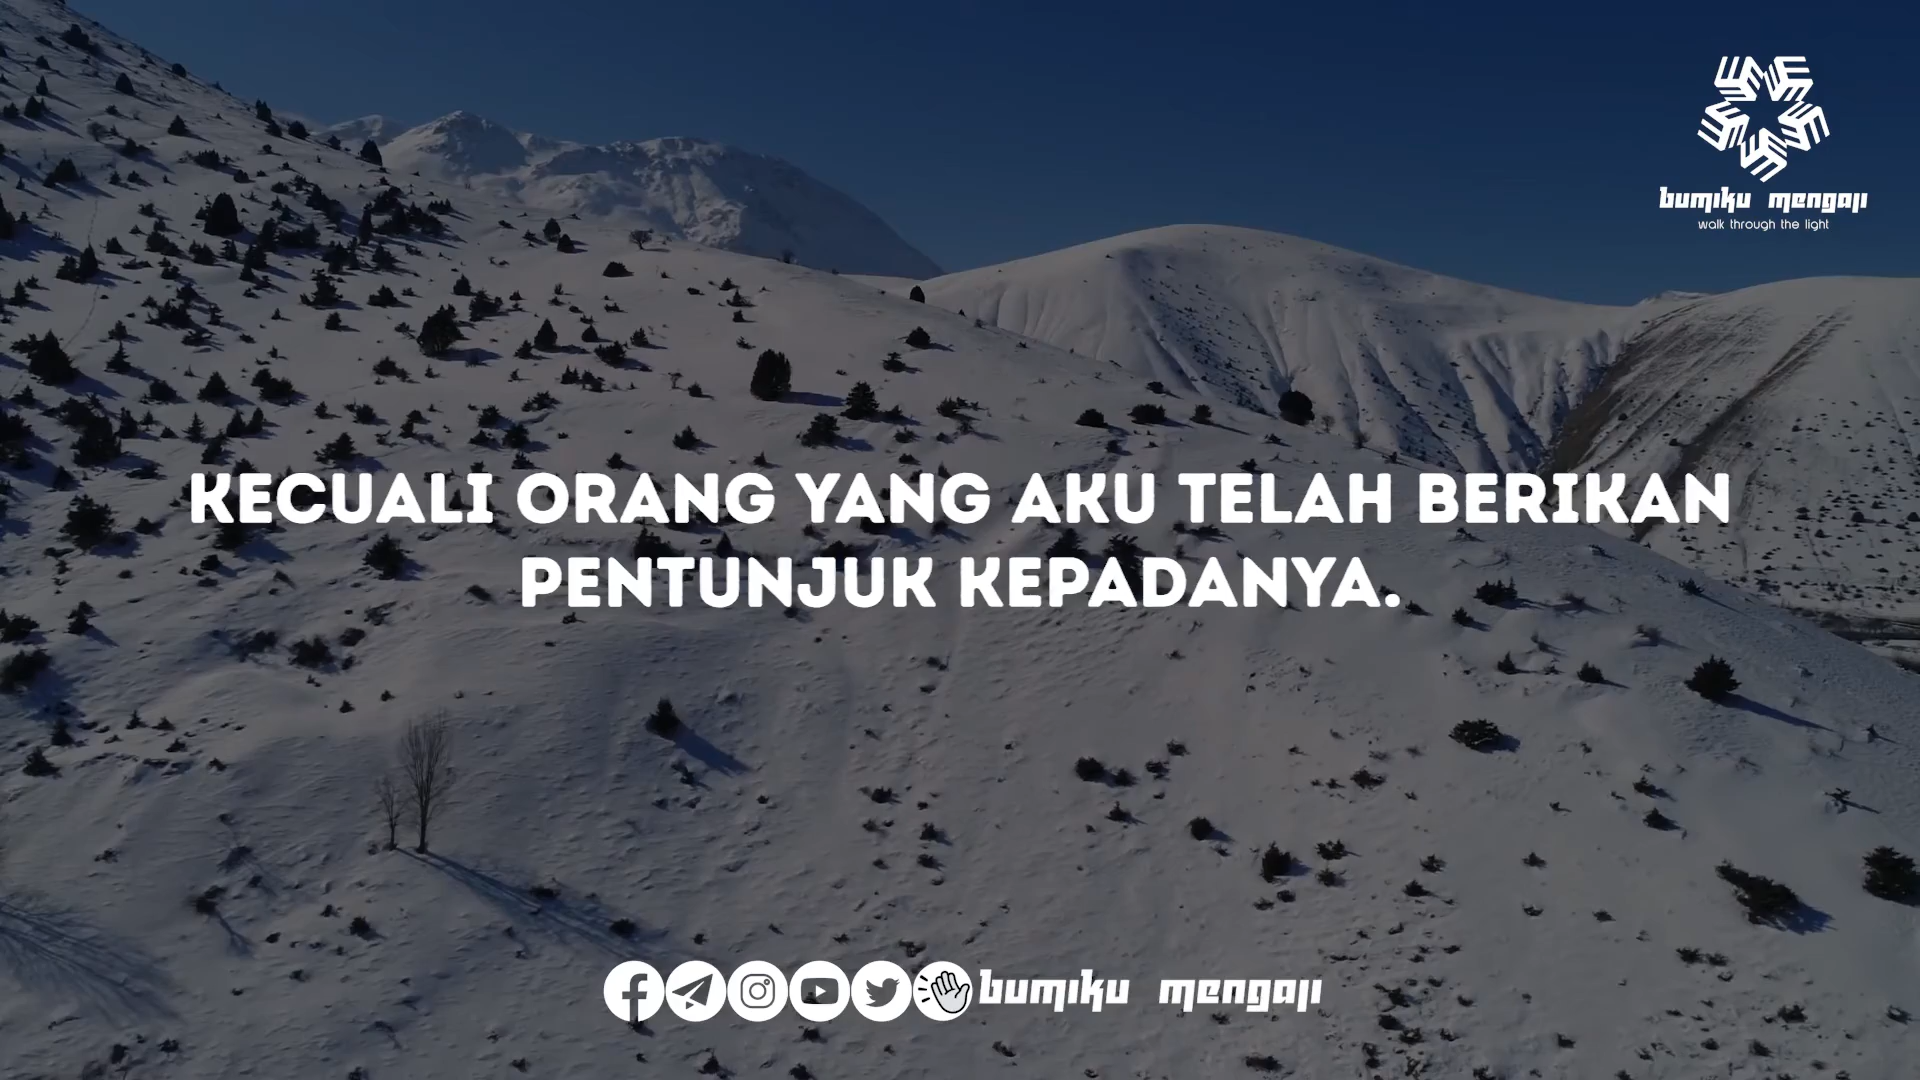 bumiku mengaji
walk through the light
KECUALI ORANG YANG AKU TELAH BERIKAN
PENTUNJUK KEPADANYA.
bumiku mengaji